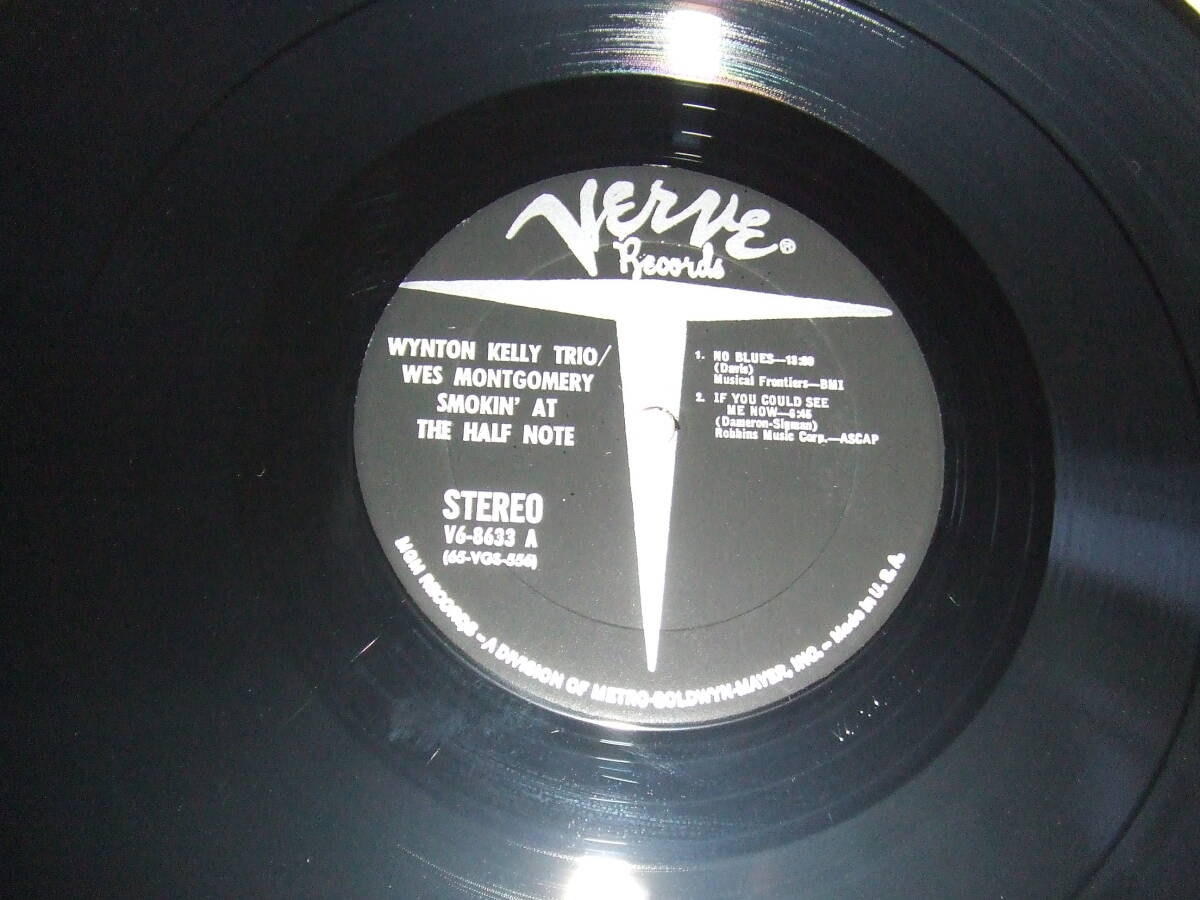 Verve®
Records
WYNTON KELLY TRIO/
WES MONTGOMERY
SMOKIN' AT
THE HALF NOTE
STEREO
V6-8633 A
(65-VGS-556)
1. NO BLUES—
(Davis)
Musical Frontiers—BMI
2. IF YOU COULD SEE
ME NOW—6:45
(Dameron-Sigman)
Robbins Music Corp.—ASCAP
MGM RECORDS - A DIVISION OF METRO-GOLDWYN-MAYER, INC. - Made in U. S. A.